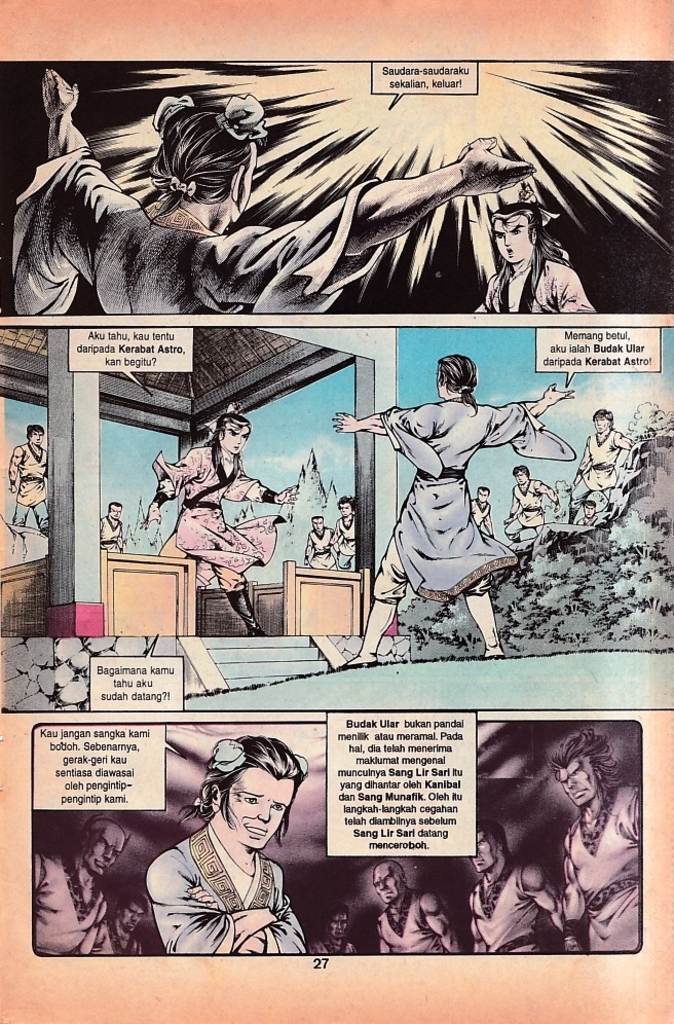 Saudara-saudaraku
sekalian, keluar!
Aku tahu, kau tentu
daripada Kerabat Astro,
kan begitu?
Memang betul,
aku ialah Budak Ular
daripada Kerabat Astro!
Bagaimana kamu
tahu aku
sudah datang?!
Kau jangan sangka kami
bodoh. Sebenarnya,
gerak-geri kau
sentiasa diawasai
oleh pengintip-
pengintip kami.
Budak Ular bukan pandai
menilik atau meramal. Pada
hal, dia telah menerima
maklumat mengenai
munculnya Sang Lir Sari itu
yang dihantar oleh Kanibal
dan Sang Munafik. Oleh itu
langkah-langkah cegahan
telah diambilnya sebelum
Sang Lir Sari datang
menceroboh.
27